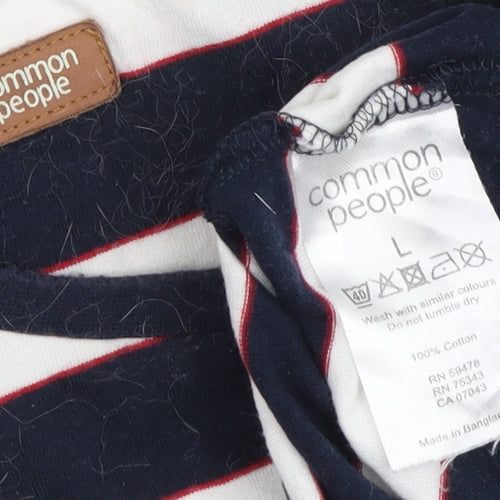 common
people
common
people®
L
40
Wash with similar colours
Do not tumble dry
100% Cotton
RN 59478
RN 75343
CA 07043
Made in